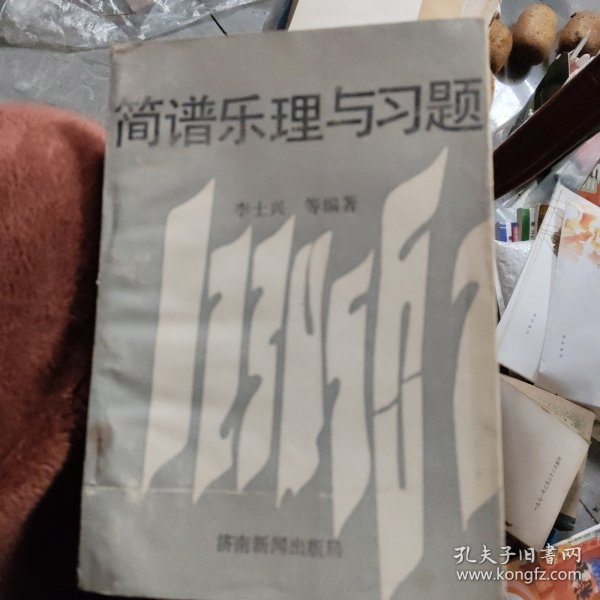 简谱乐理与习题
李士兴 等编著
1234567
济南新闻出版局
孔夫子旧书网
www.kongfz.com